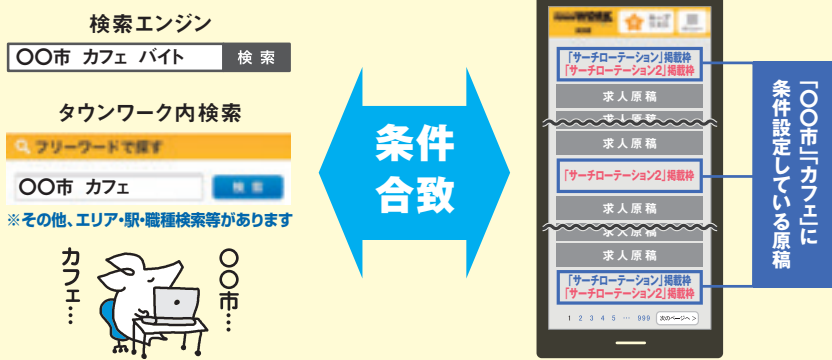 検索エンジン
〇〇市 カフェ バイト
検 索
タウンワーク内検索
フリーワードで探す
〇〇市 カフェ
検 索
※その他、エリア・駅・職種検索等があります
カフェ…
〇〇市…
条件
合致
「サーチローテーション」掲載枠
「サーチローテーション2」掲載枠
求人原稿
求人原稿
求人原稿
「サーチローテーション2」掲載枠
求人原稿
求人原稿
求人原稿
「サーチローテーション」掲載枠
「サーチローテーション2」掲載枠
1 2 3 4 5 … 999 次のページへ >
「〇〇市」「カフェ」に
条件設定している原稿